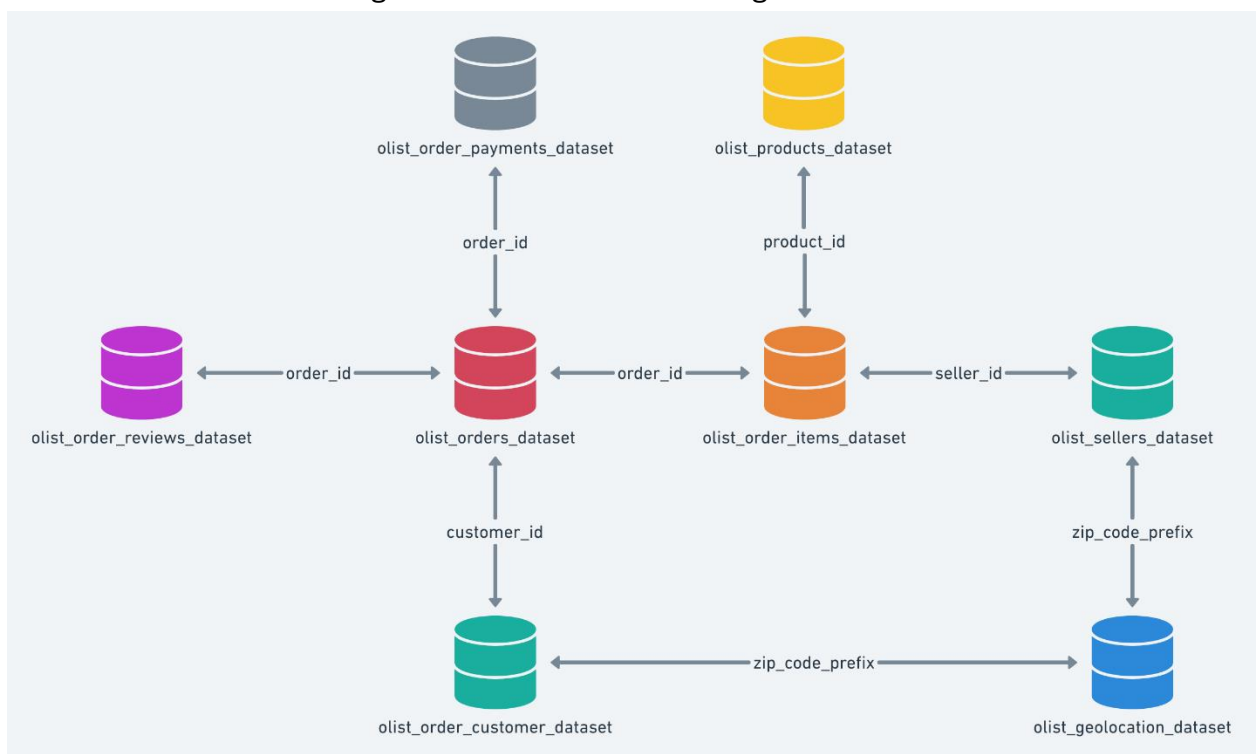 olist_order_payments_dataset
olist_products_dataset
order_id
product_id
order_id
order_id
seller_id
olist_order_reviews_dataset
olist_orders_dataset
olist_order_items_dataset
olist_sellers_dataset
customer_id
zip_code_prefix
zip_code_prefix
olist_order_customer_dataset
olist_geolocation_dataset